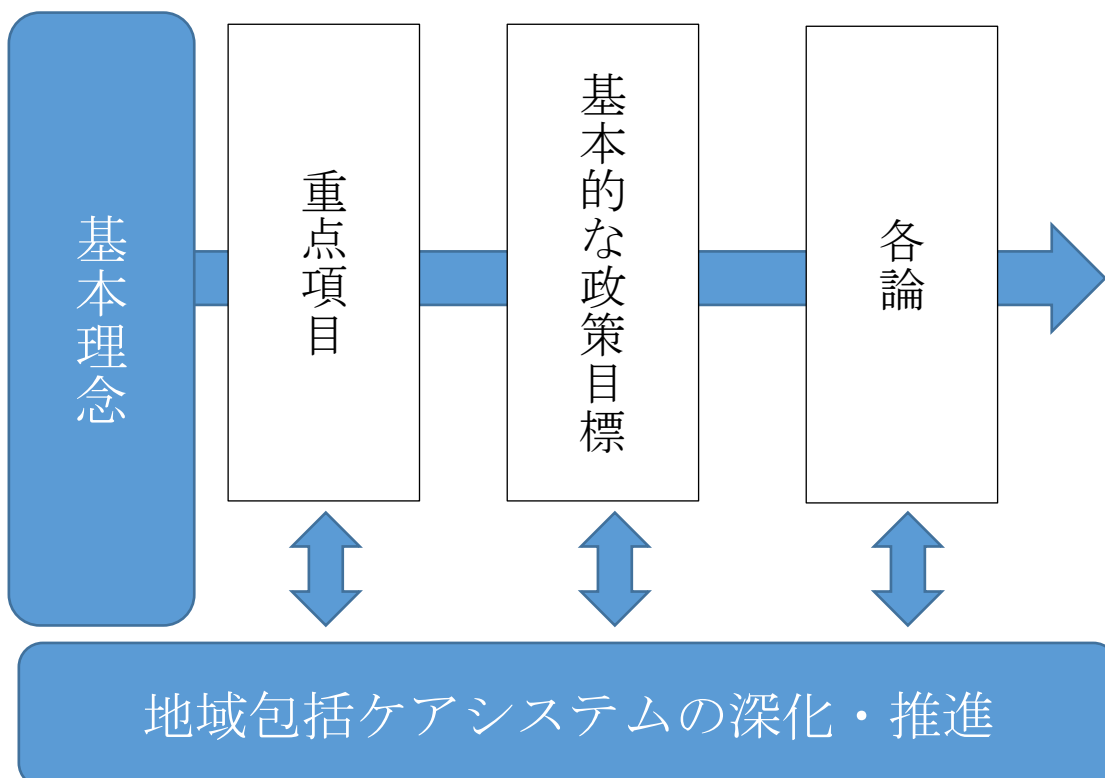 基本理念
重点項目
基本的な政策目標
各論
地域包括ケアシステムの深化・推進